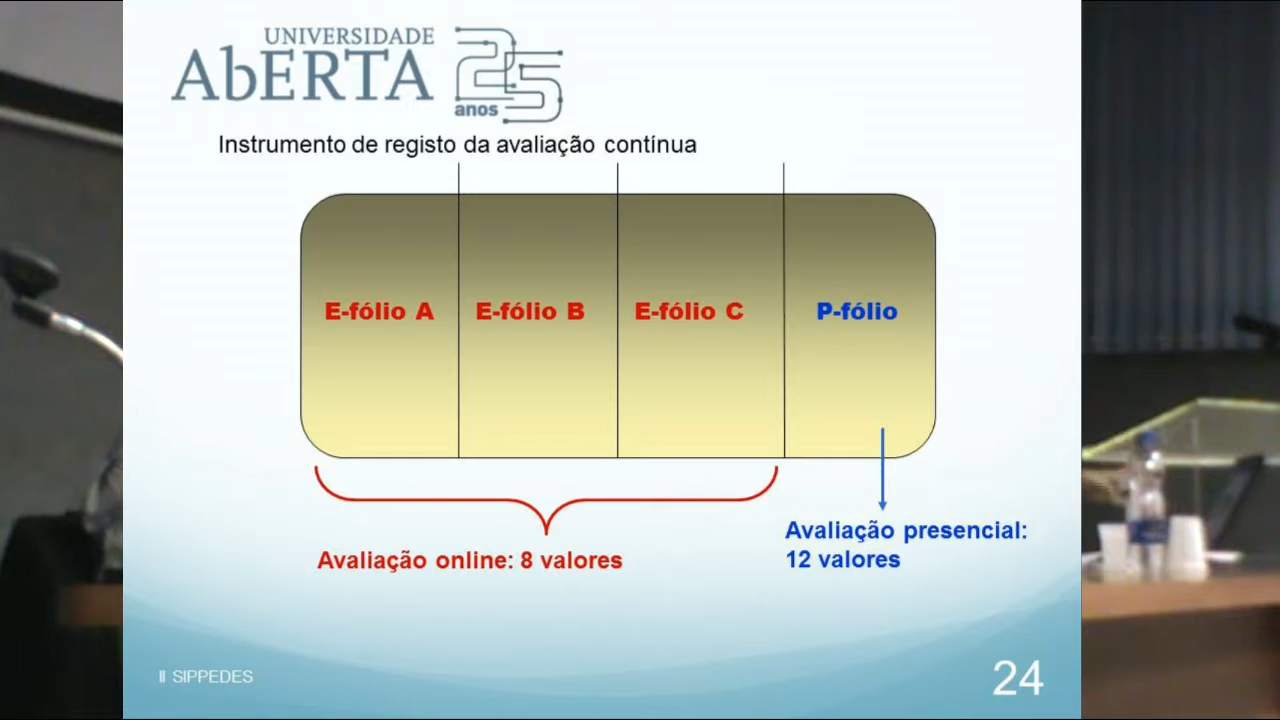 UNIVERSIDADE
AbERTA
25
anos
Instrumento de registo da avaliação contínua
E-fólio A
E-fólio B
E-fólio C
P-fólio
Avaliação online: 8 valores
Avaliação presencial:
12 valores
II SIPPEDES
24